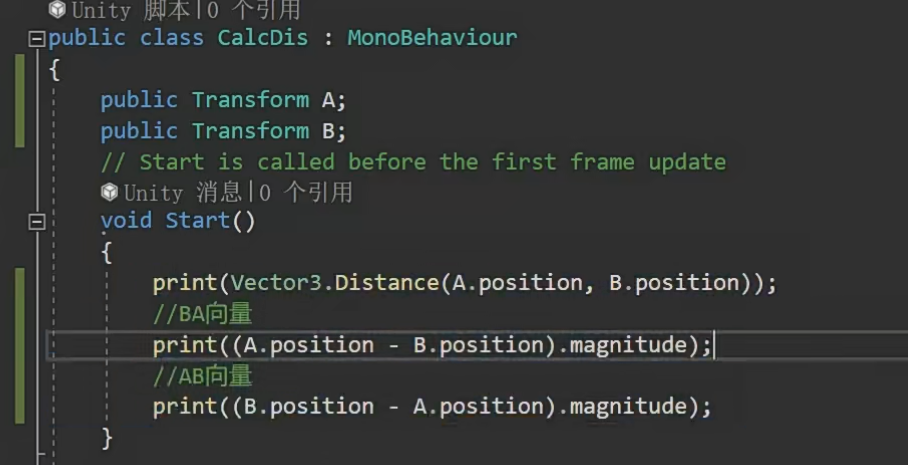 Unity 脚本|0 个引用
public class CalcDis : MonoBehaviour
{
public Transform A;
public Transform B;
// Start is called before the first frame update
Unity 消息|0 个引用
void Start()
{
print(Vector3.Distance(A.position, B.position));
//BA向量
print((A.position - B.position).magnitude);
//AB向量
print((B.position - A.position).magnitude);
}